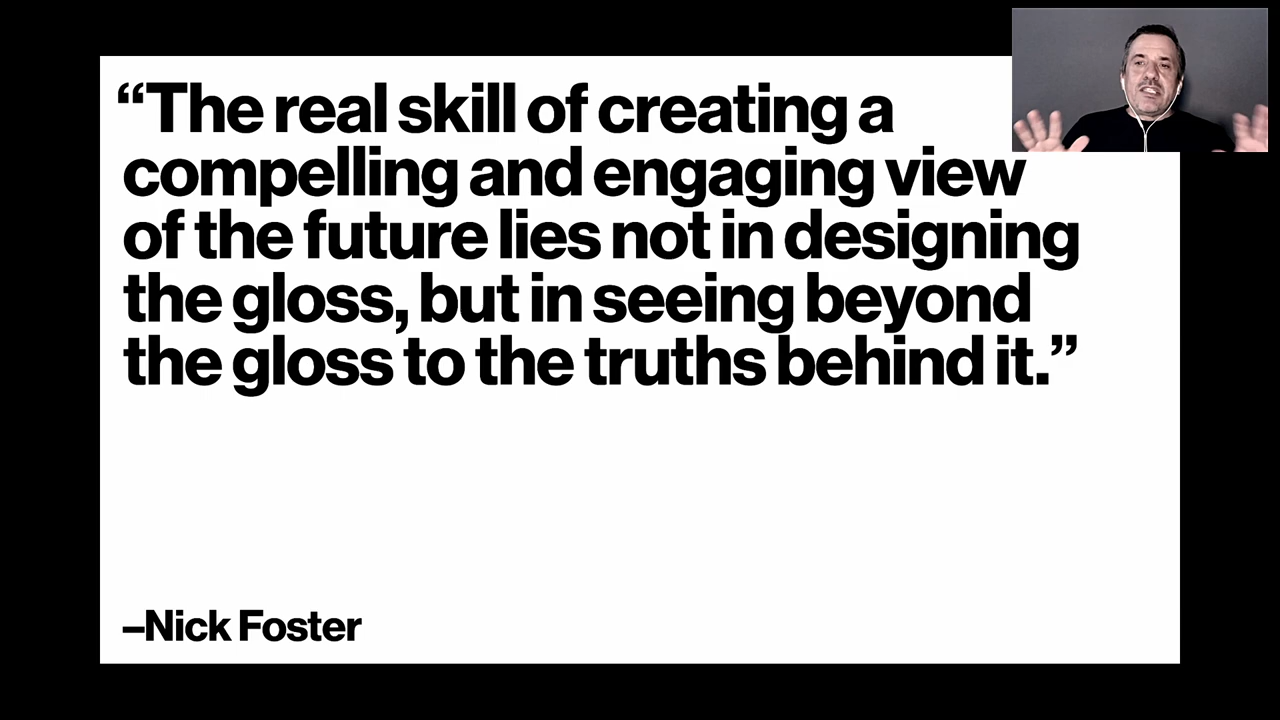 “The real skill of creating a
compelling and engaging view
of the future lies not in designing
the gloss, but in seeing beyond
the gloss to the truths behind it.”
–Nick Foster